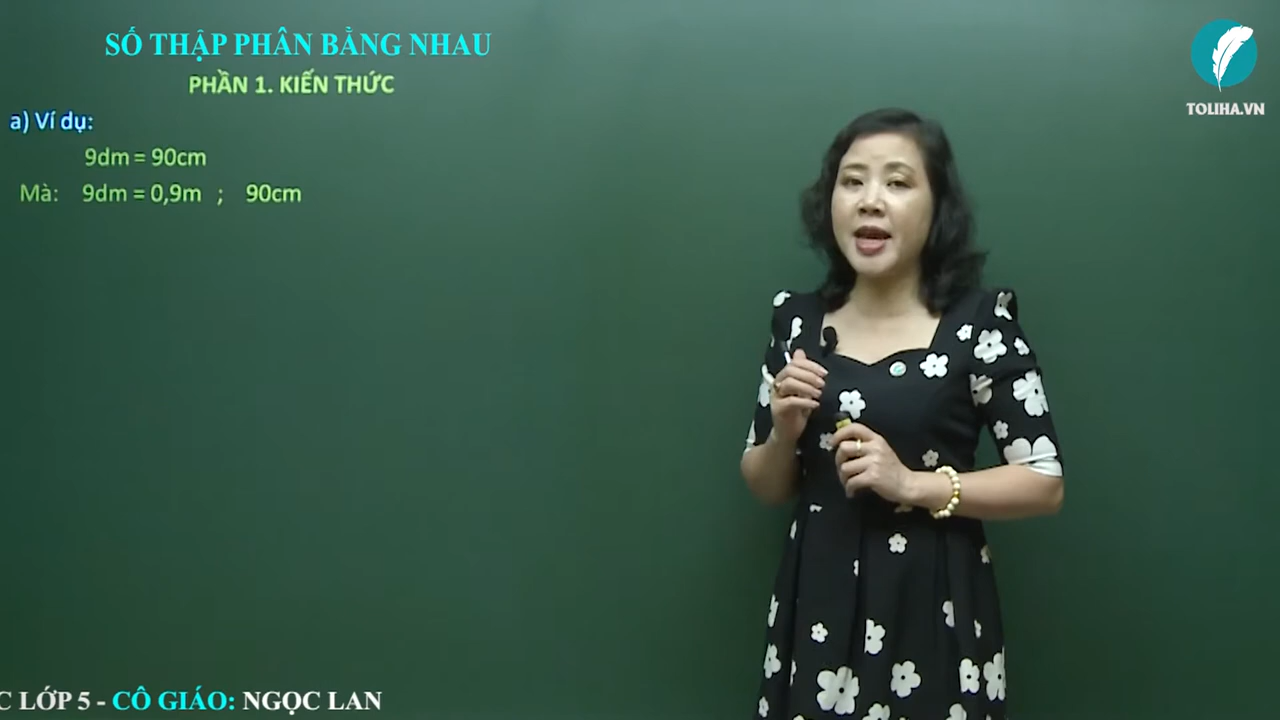 SỐ THẬP PHÂN BẰNG NHAU
PHẦN 1. KIẾN THỨC
TOLIHA.VN
a) Ví dụ:
9dm = 90cm
Mà: 9dm = 0,9m ; 90cm
C LỚP 5 - CÔ GIÁO: NGỌC LAN